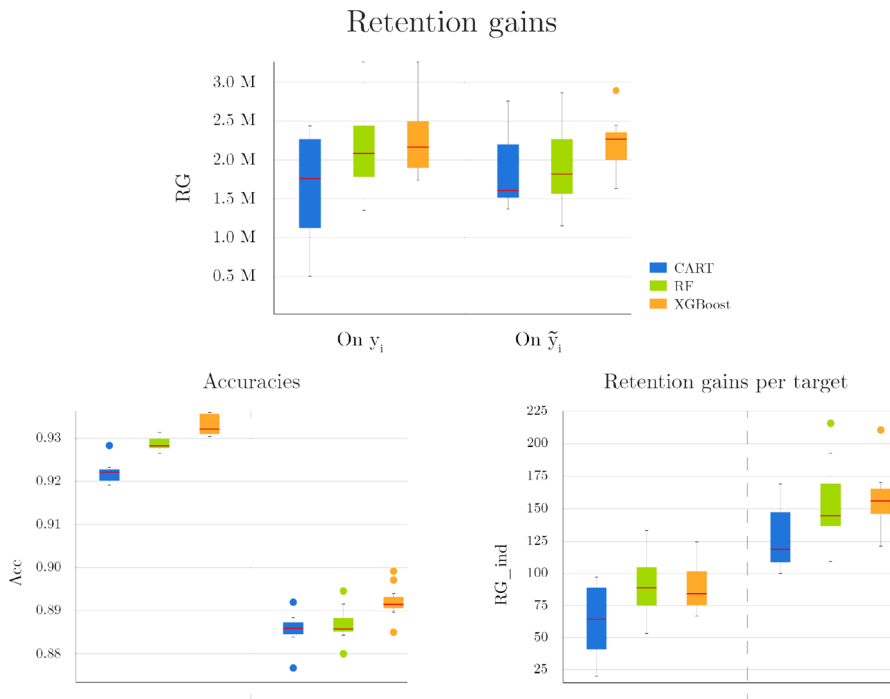 Retention gains
3.0 M
2.5 M
2.0 M
1.5 M
1.0 M
0.5 M
RG
CART
RF
XGBoost
On yᵢ
On ỹᵢ
Accuracies
0.93
0.92
0.91
0.90
0.89
0.88
Acc
Retention gains per target
225
200
175
150
125
100
75
50
25
RG_ind